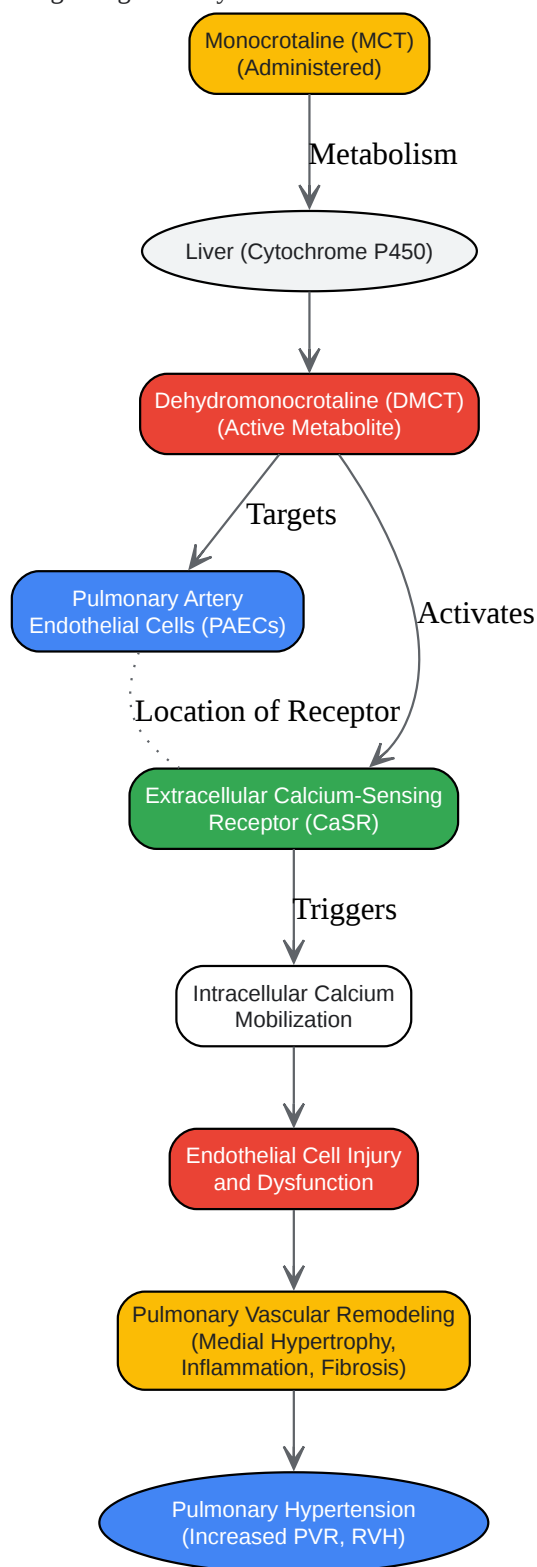 Monocrotaline (MCT)
(Administered)
Metabolism
Liver (Cytochrome P450)
Dehydromonocrotaline (DMCT)
(Active Metabolite)
Targets
Pulmonary Artery
Endothelial Cells (PAECs)
Activates
Location of Receptor
Extracellular Calcium-Sensing
Receptor (CaSR)
Triggers
Intracellular Calcium
Mobilization
Endothelial Cell Injury
and Dysfunction
Pulmonary Vascular Remodeling
(Medial Hypertrophy,
Inflammation, Fibrosis)
Pulmonary Hypertension
(Increased PVR, RVH)